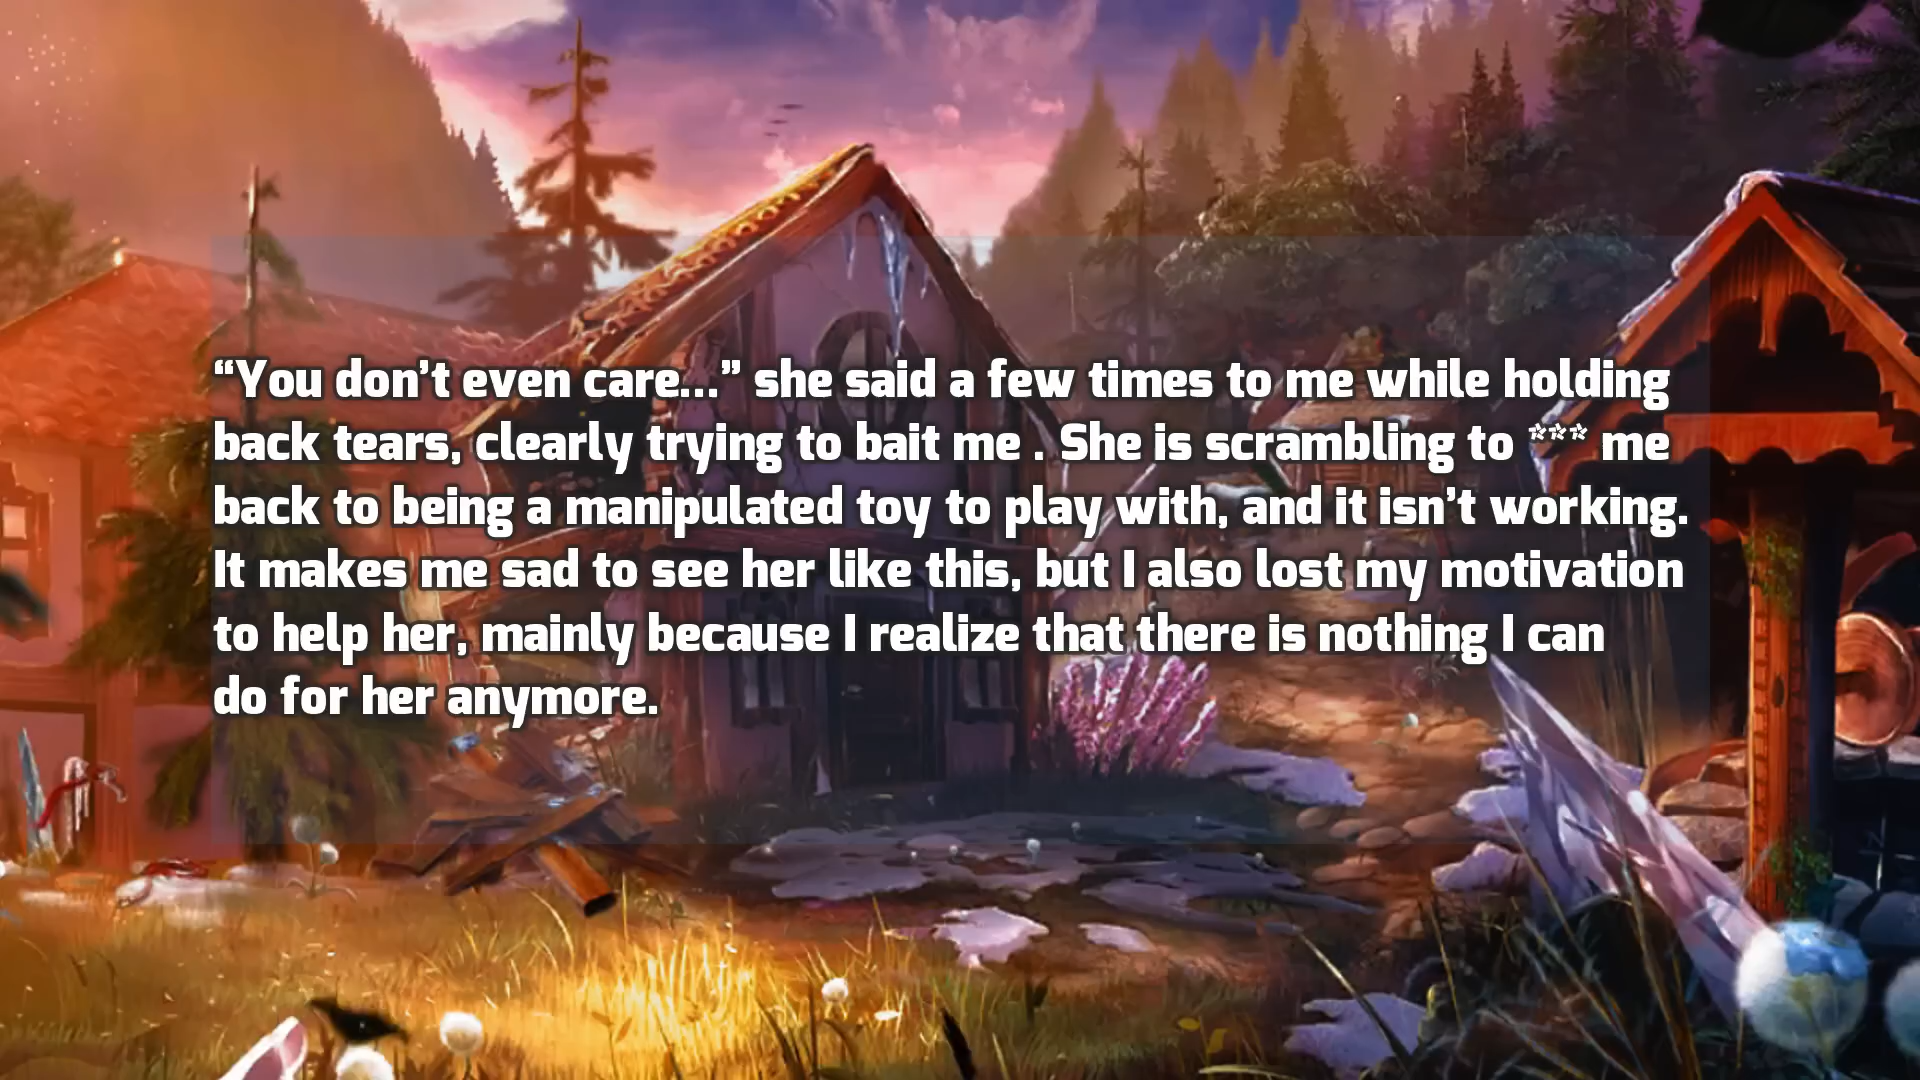 “You don’t even care...” she said a few times to me while holding
back tears, clearly trying to bait me . She is scrambling to *** me
back to being a manipulated toy to play with, and it isn’t working.
It makes me sad to see her like this, but I also lost my motivation
to help her, mainly because I realize that there is nothing I can
do for her anymore.